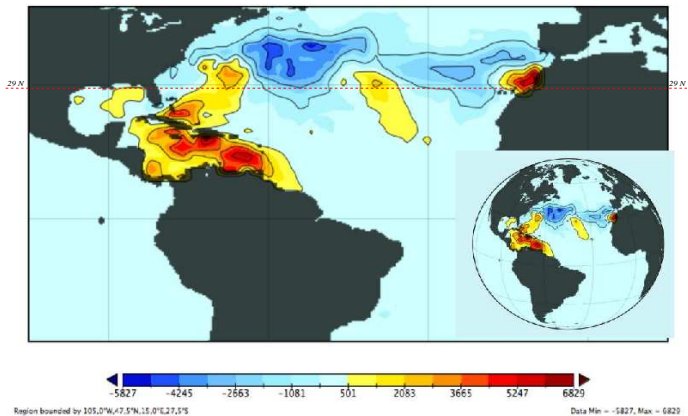 29 N
29 N
-5827 -4245 -2663 -1081 501 2083 3665 5247 6829
Region bounded by 105,0°W,47,5°N,15,0°E,27,5°S
Data Min = -5827, Max = 6829